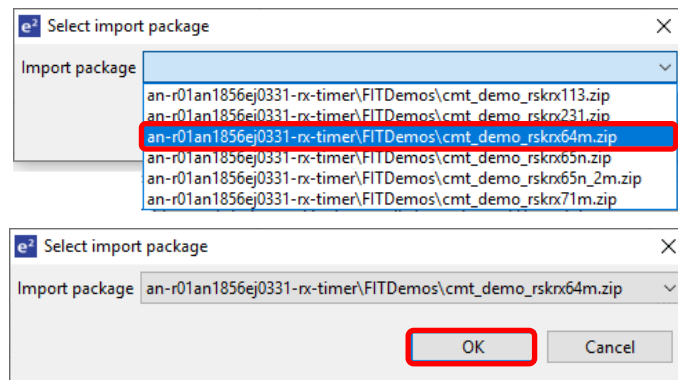 e² Select import package
Import package
an-r01an1856ej0331-rx-timer\FITDemos\cmt_demo_rskrx113.zip
an-r01an1856ej0331-rx-timer\FITDemos\cmt_demo_rskrx231.zip
an-r01an1856ej0331-rx-timer\FITDemos\cmt_demo_rskrx64m.zip
an-r01an1856ej0331-rx-timer\FITDemos\cmt_demo_rskrx65n.zip
an-r01an1856ej0331-rx-timer\FITDemos\cmt_demo_rskrx65n_2m.zip
an-r01an1856ej0331-rx-timer\FITDemos\cmt_demo_rskrx71m.zip
e² Select import package
Import package an-r01an1856ej0331-rx-timer\FITDemos\cmt_demo_rskrx64m.zip
OK Cancel